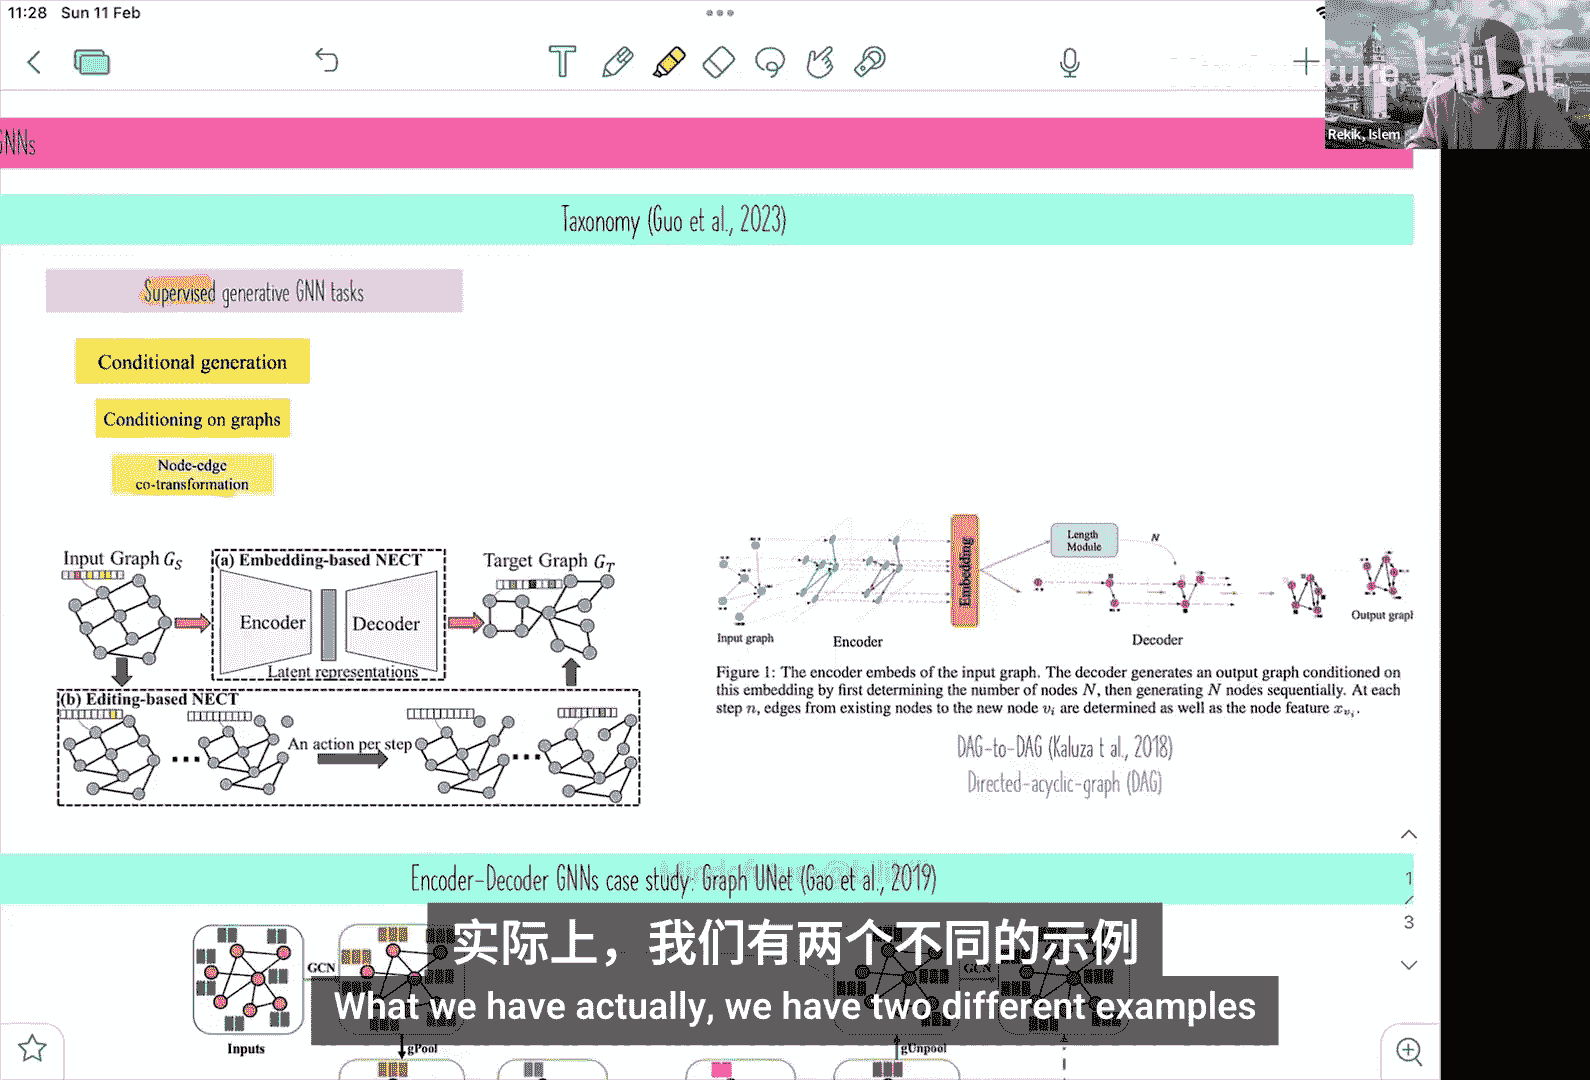 11:28 Sun 11 Feb
bilibili
ture
Rekik, Islem
GNNs
Taxonomy (Guo et al., 2023)
Supervised generative GNN tasks
Conditional generation
Conditioning on graphs
Node-edge
co-transformation
Input Graph G_S
(a) Embedding-based NECT
Encoder
Decoder
Latent representations
Target Graph G_T
(b) Editing-based NECT
An action per step
Input graph
Encoder
Embedding
Length
Module
N
Decoder
Output graph
Figure 1: The encoder embeds of the input graph. The decoder generates an output graph conditioned on
this embedding by first determining the number of nodes N, then generating N nodes sequentially. At each
step n, edges from existing nodes to the new node v_i are determined as well as the node feature x_{v_i}.
DAG-to-DAG (Kaluza t al., 2018)
Directed-acyclic-graph (DAG)
Encoder-Decoder GNNs case study: Graph UNet (Gao et al., 2019)
1
3
GCN
GCN
Inputs
gPool
gUnpool
实际上，我们有两个不同的示例
What we have actually, we have two different examples